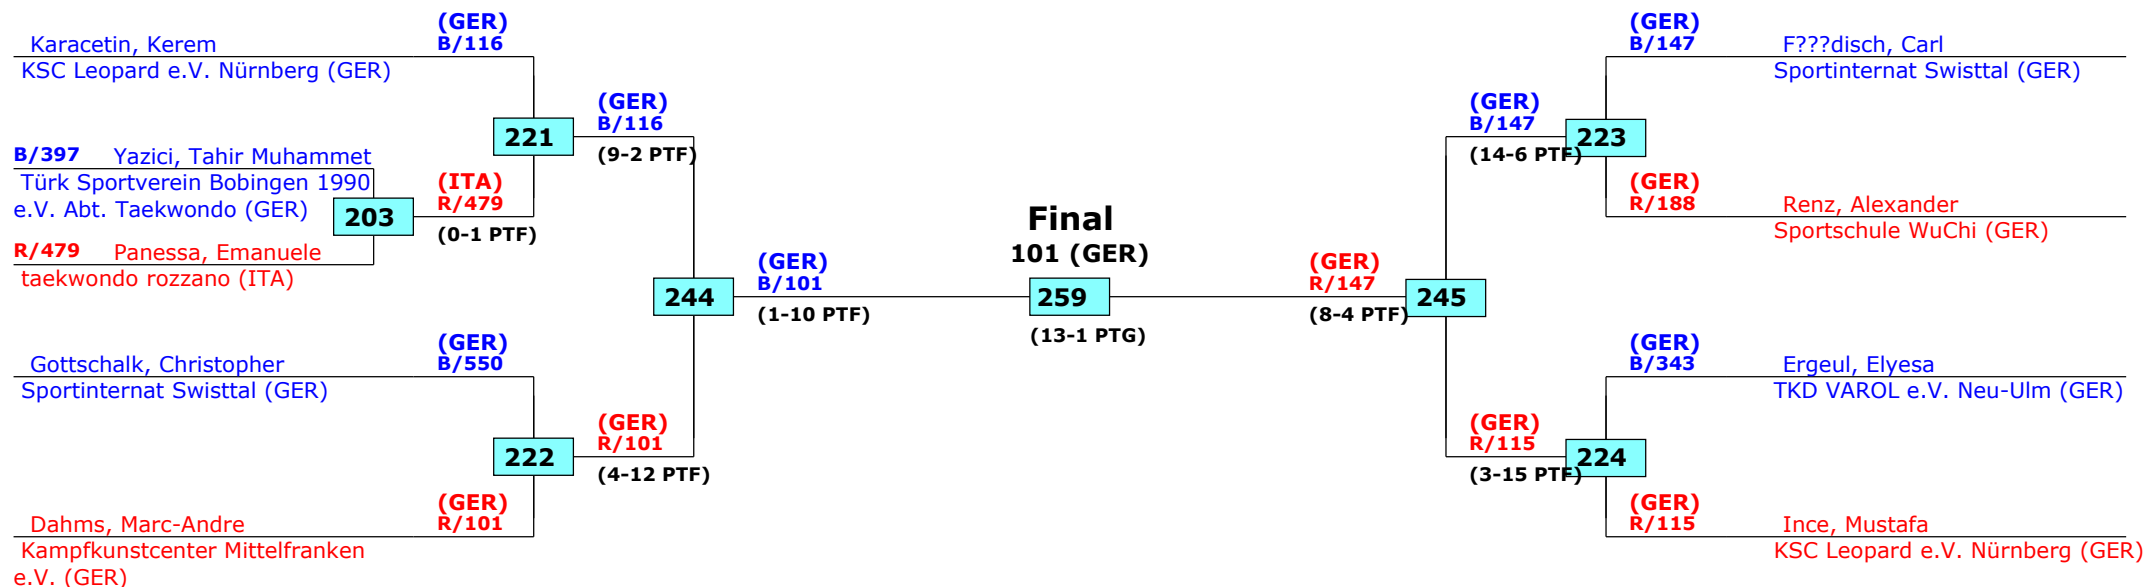 (GER)
B/116
Karacetin, Kerem
KSC Leopard e.V. Nürnberg (GER)
221
(GER)
B/116
(9-2 PTF)
B/397 Yazici, Tahir Muhammet
Türk Sportverein Bobingen 1990
e.V. Abt. Taekwondo (GER)
203
(ITA)
R/479
(0-1 PTF)
R/479 Panessa, Emanuele
taekwondo rozzano (ITA)
244
(GER)
B/101
(1-10 PTF)
(GER)
B/550
Gottschalk, Christopher
Sportinternat Swisttal (GER)
222
(GER)
R/101
(4-12 PTF)
(GER)
R/101
Dahms, Marc-Andre
Kampfkunstcenter Mittelfranken
e.V. (GER)
Final
101 (GER)
259
(13-1 PTG)
(GER)
R/147
(8-4 PTF)
245
(GER)
B/147
(14-6 PTF)
223
(GER)
B/147
F???disch, Carl
Sportinternat Swisttal (GER)
(GER)
R/188
Renz, Alexander
Sportschule WuChi (GER)
(GER)
R/115
(3-15 PTF)
224
(GER)
B/343
Ergeul, Elyesa
TKD VAROL e.V. Neu-Ulm (GER)
(GER)
R/115
Ince, Mustafa
KSC Leopard e.V. Nürnberg (GER)